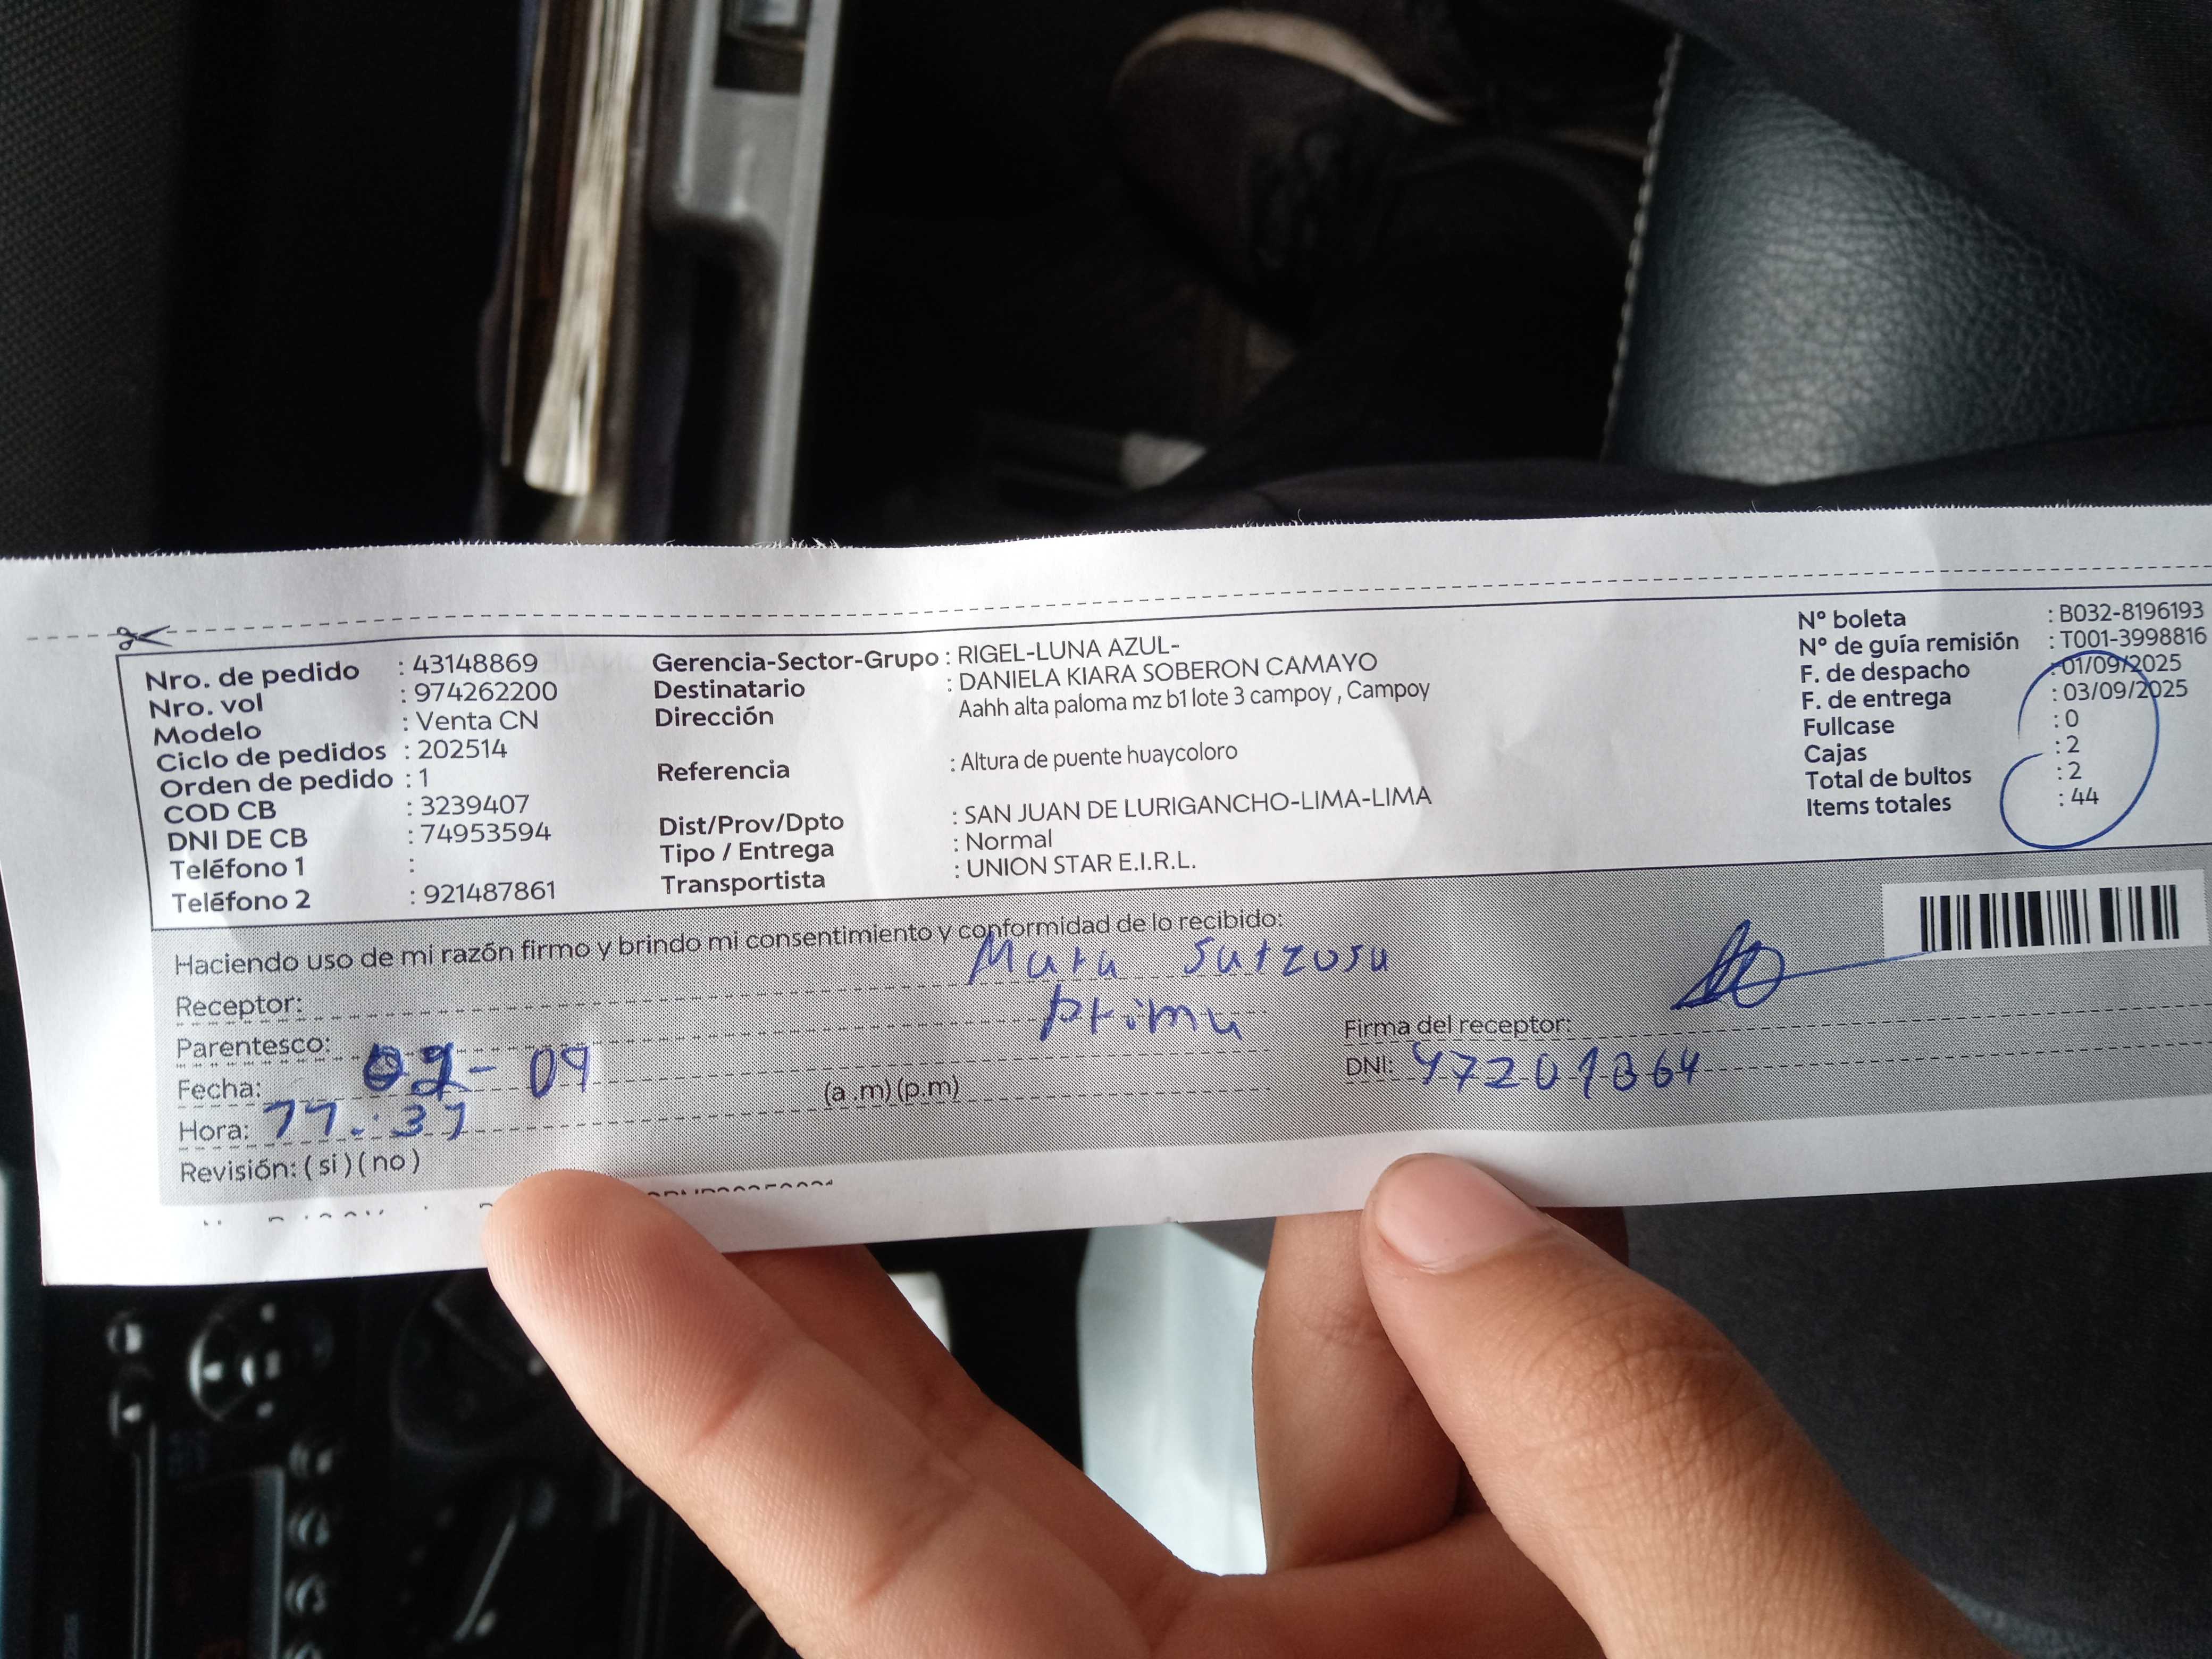 Nro. de pedido : 43148869
Nro. vol : 974262200
Modelo : Venta CN
Ciclo de pedidos : 202514
Orden de pedido : 1
COD CB : 3239407
DNI DE CB : 74953594
Teléfono 1 :
Teléfono 2 : 921487861
Gerencia-Sector-Grupo : RIGEL-LUNA AZUL-
Destinatario : DANIELA KIARA SOBERON CAMAYO
Dirección Aahh alta paloma mz b1 lote 3 campoy , Campoy
Referencia : Altura de puente huaycoloro
Dist/Prov/Dpto : SAN JUAN DE LURIGANCHO-LIMA-LIMA
Tipo / Entrega : Normal
Transportista : UNION STAR E.I.R.L.
N° boleta : B032-8196193
N° de guía remisión : T001-3998816
F. de despacho : 01/09/2025
F. de entrega : 03/09/2025
Fullcase : 0
Cajas : 2
Total de bultos : 2
Items totales : 44
Haciendo uso de mi razón firmo y brindo mi consentimiento y conformidad de lo recibido:
Receptor:
Parentesco: prima
Fecha: - 09
Hora: (a .m) (p.m)
Revisión: ( si ) ( no )
Firma del receptor:
DNI: